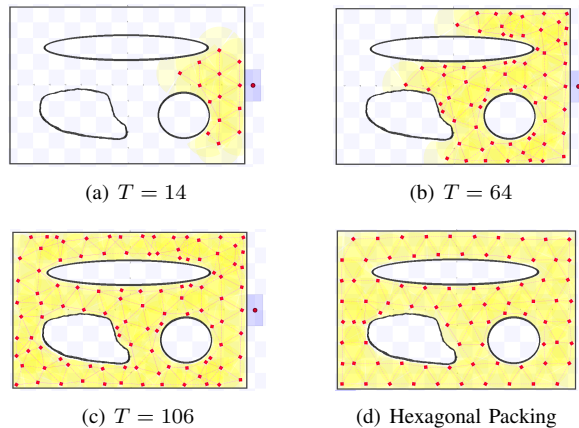 (a) T = 14
(b) T = 64
(c) T = 106
(d) Hexagonal Packing